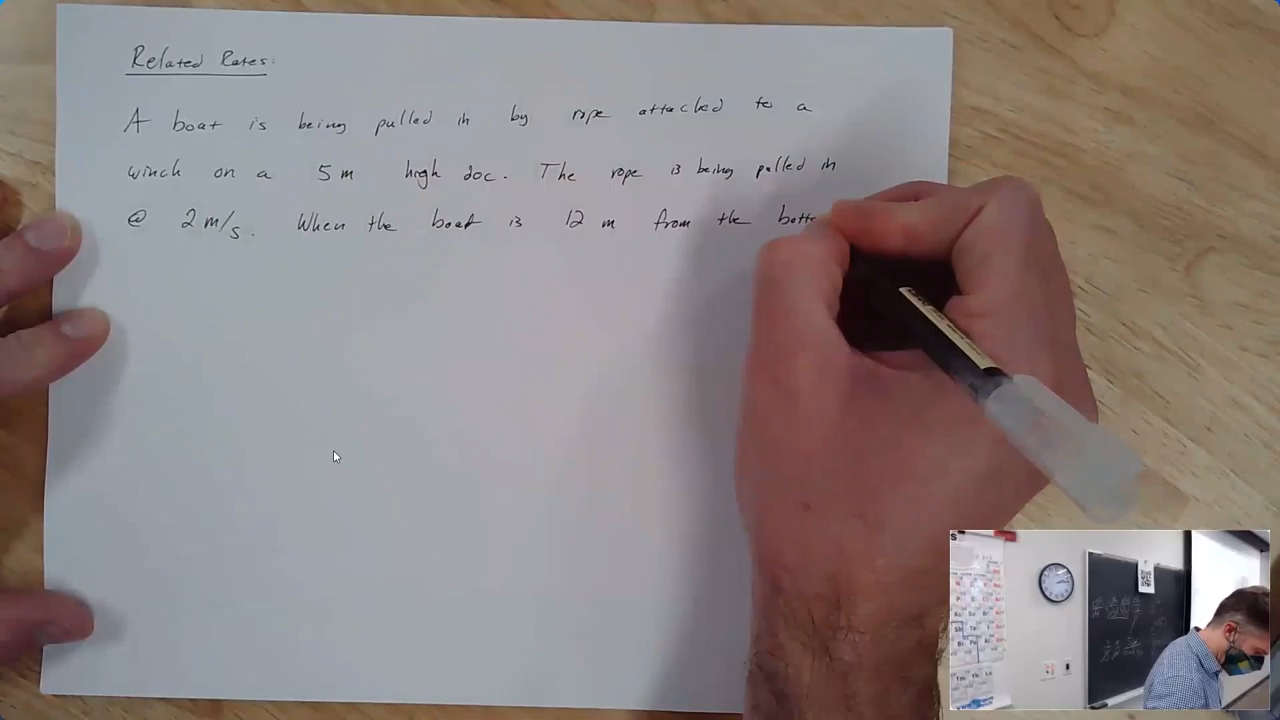 Related Rates:
A boat is being pulled in by rope attached to a
winch on a 5 m high doc. The rope is being pulled in
@ 2 m/s. When the boat is 12 m from the bott